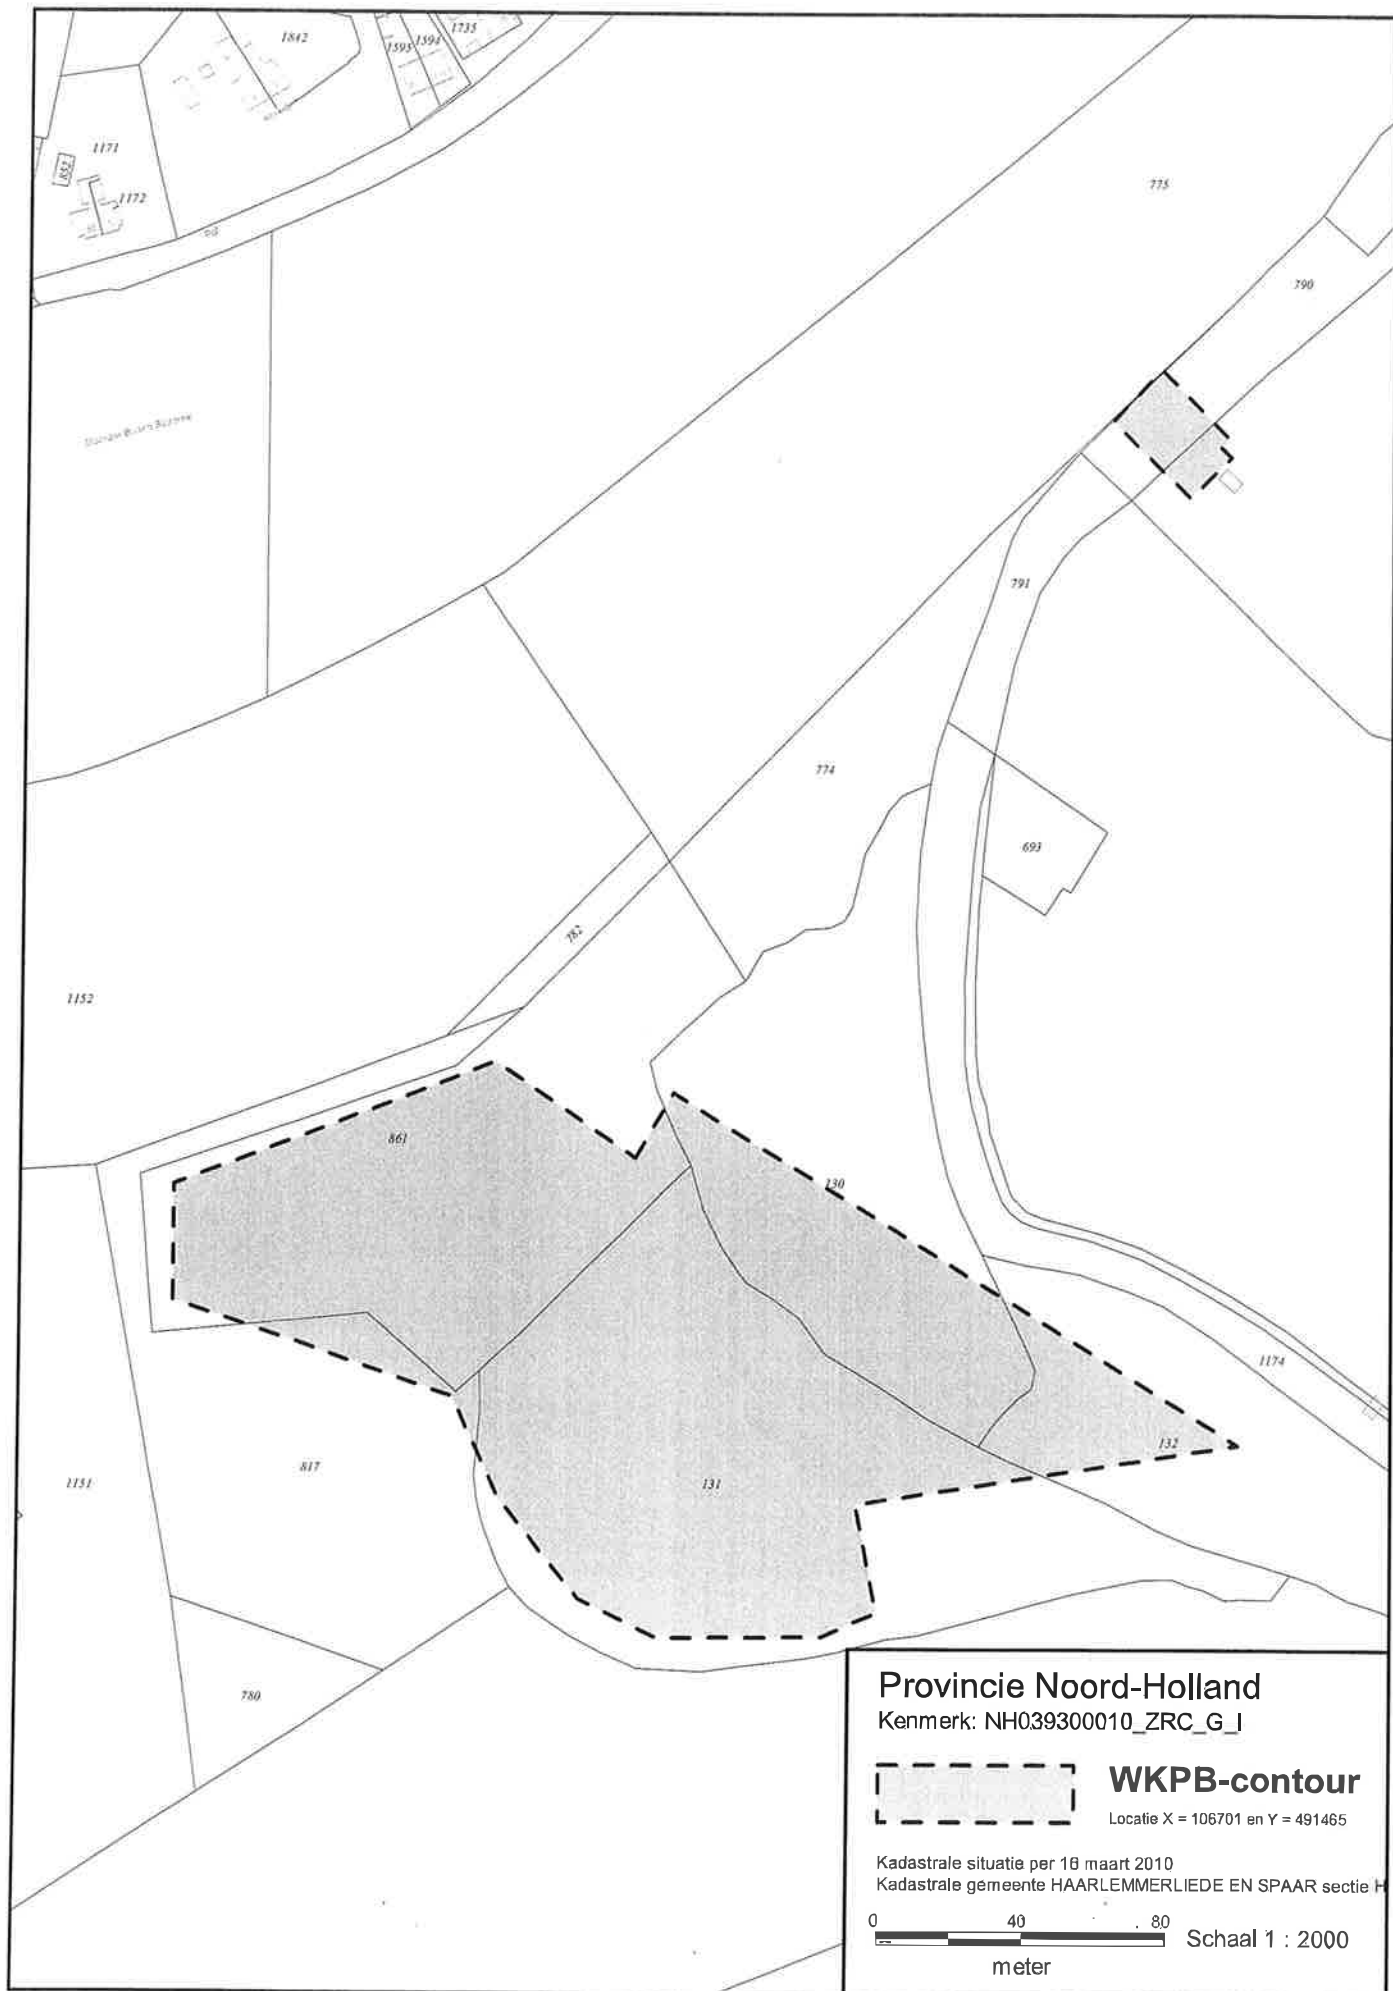 1842
1595
1594
1735
1171
852
1172
775
790
791
774
693
782
1152
861
130
1174
132
817
131
1151
780
Provincie Noord-Holland
Kenmerk: NH039300010_ZRC_G_I
WKPB-contour
Locatie X = 106701 en Y = 491465
Kadastrale situatie per 16 maart 2010
Kadastrale gemeente HAARLEMMERLIEDE EN SPAAR sectie H
0 40 80
Schaal 1 : 2000
meter